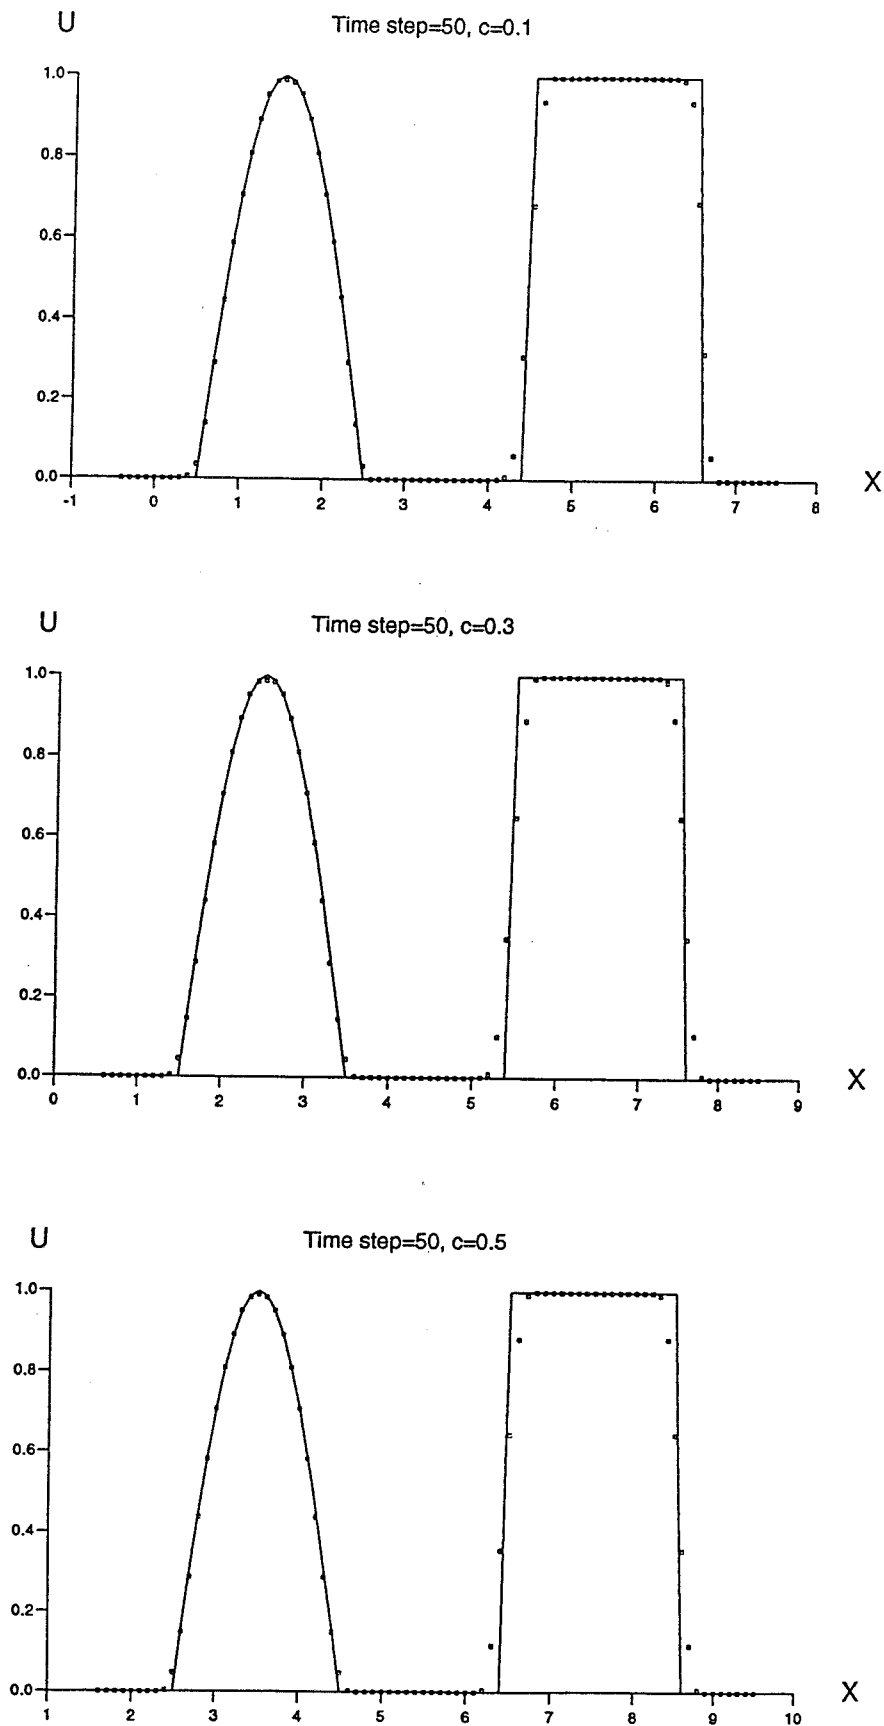 U
Time step=50, c=0.1
1.0
0.8
0.6
0.4
0.2
0.0
-1 0 1 2 3 4 5 6 7 8
X
U
Time step=50, c=0.3
1.0
0.8
0.6
0.4
0.2
0.0
0 1 2 3 4 5 6 7 8 9
X
U
Time step=50, c=0.5
1.0
0.8
0.6
0.4
0.2
0.0
1 2 3 4 5 6 7 8 9 10
X